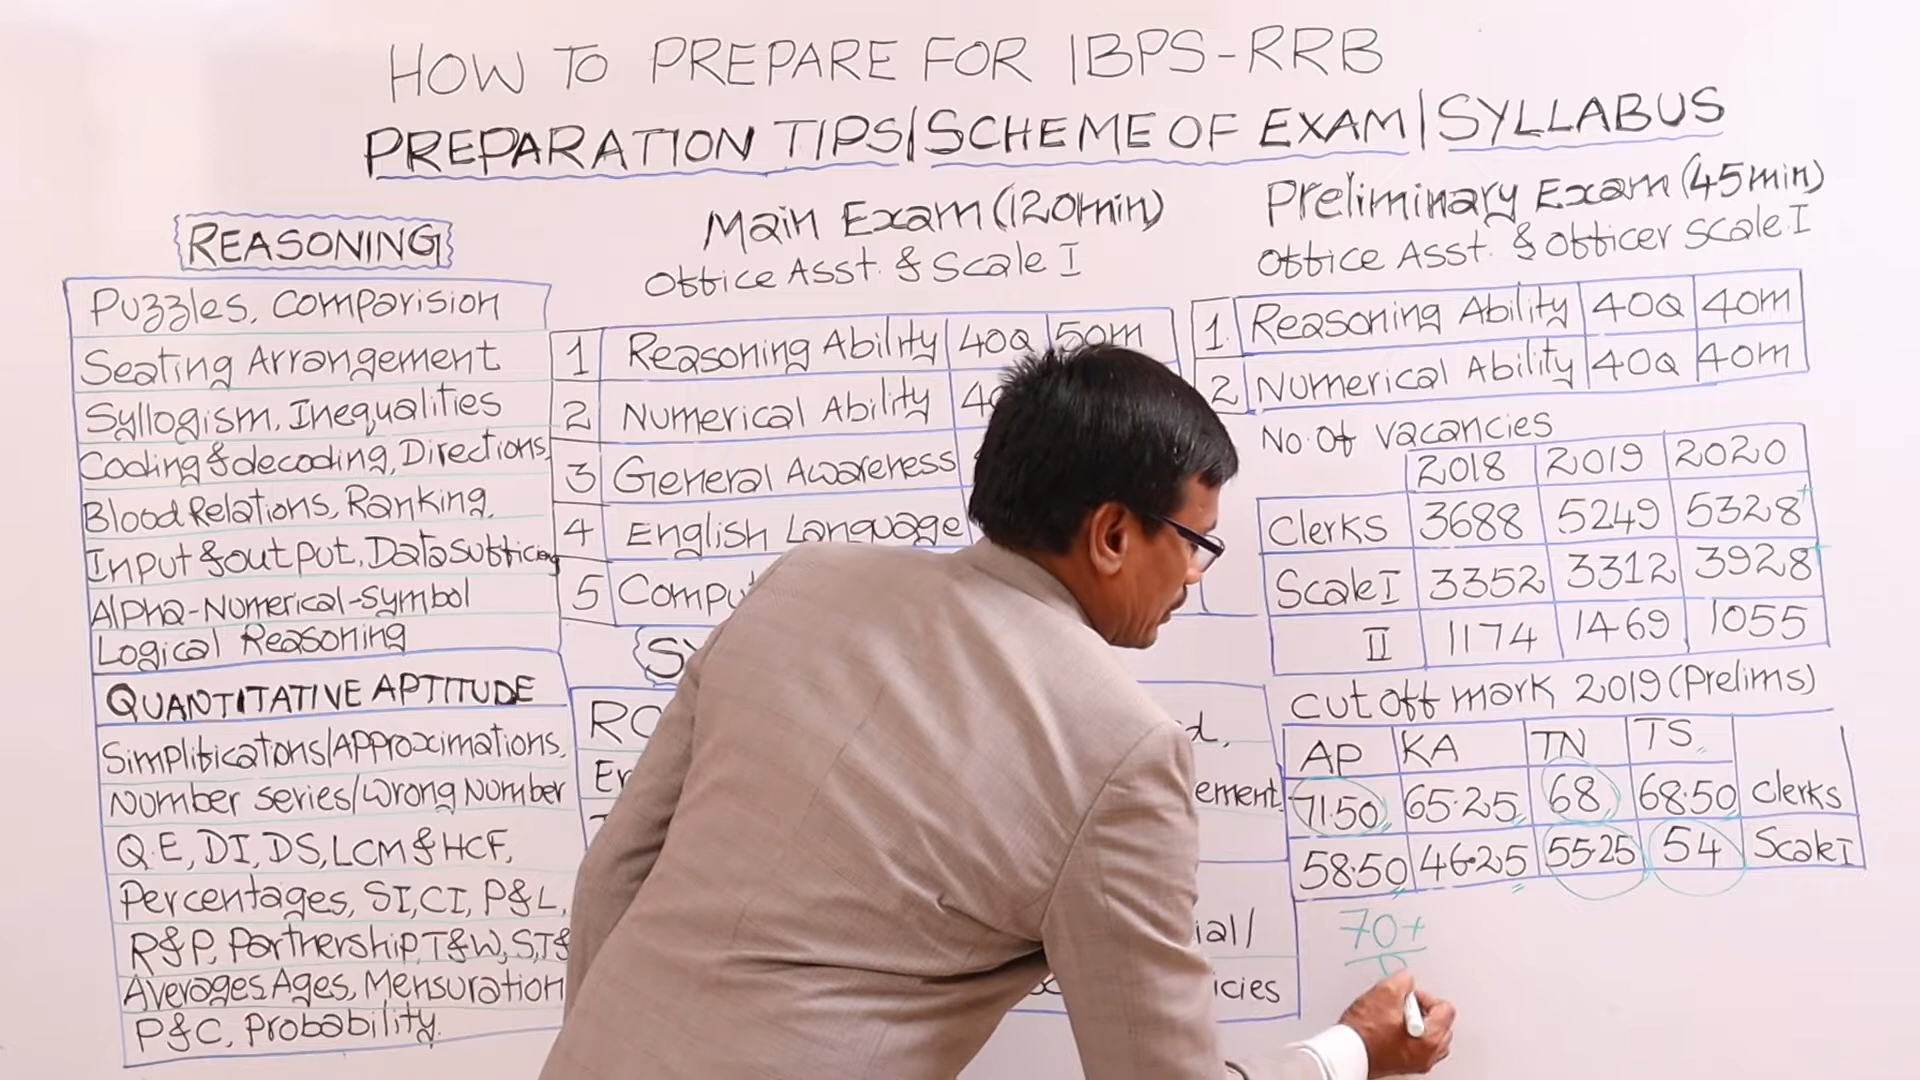 HOW TO PREPARE FOR IBPS-RRB
PREPARATION TIPS|SCHEME OF EXAM|SYLLABUS
REASONING
Puzzles, Comparision
Seating Arrangement
Syllogism, Inequalities
Coding & decoding, Directions,
Blood Relations, Ranking,
Input & output, Data Sufficieng
Alpha-Numerical-Symbol
Logical Reasoning
QUANTITATIVE APTITUDE
Simplifications/Approximations,
Number series/Wrong Number
Q.E, DI, DS, LCM & HCF,
Percentages, SI, CI, P&L,
R&P, Partnership, T&W, S,T&
Averages Ages, Mensuration
P&C, Probability.
Main Exam (120min)
Office Asst. & Scale I
1 Reasoning Ability 40Q 50m
2 Numerical Ability
3 General Awareness
4 English Language
5
Preliminary Exam (45min)
Office Asst. & Officer Scale I
1. Reasoning Ability 40Q 40m
2 Numerical Ability 40Q 40m
No. Of Vacancies
2018 2019 2020
Clerks 3688 5249 5328+
Scale I 3352 3312 3928+
II 1174 1469 1055
Cut off mark 2019 (Prelims)
AP KA TN TS
71.50 65.25 68 68.50 Clerks
58.50 46.25 55.25 54 Scale I
70+